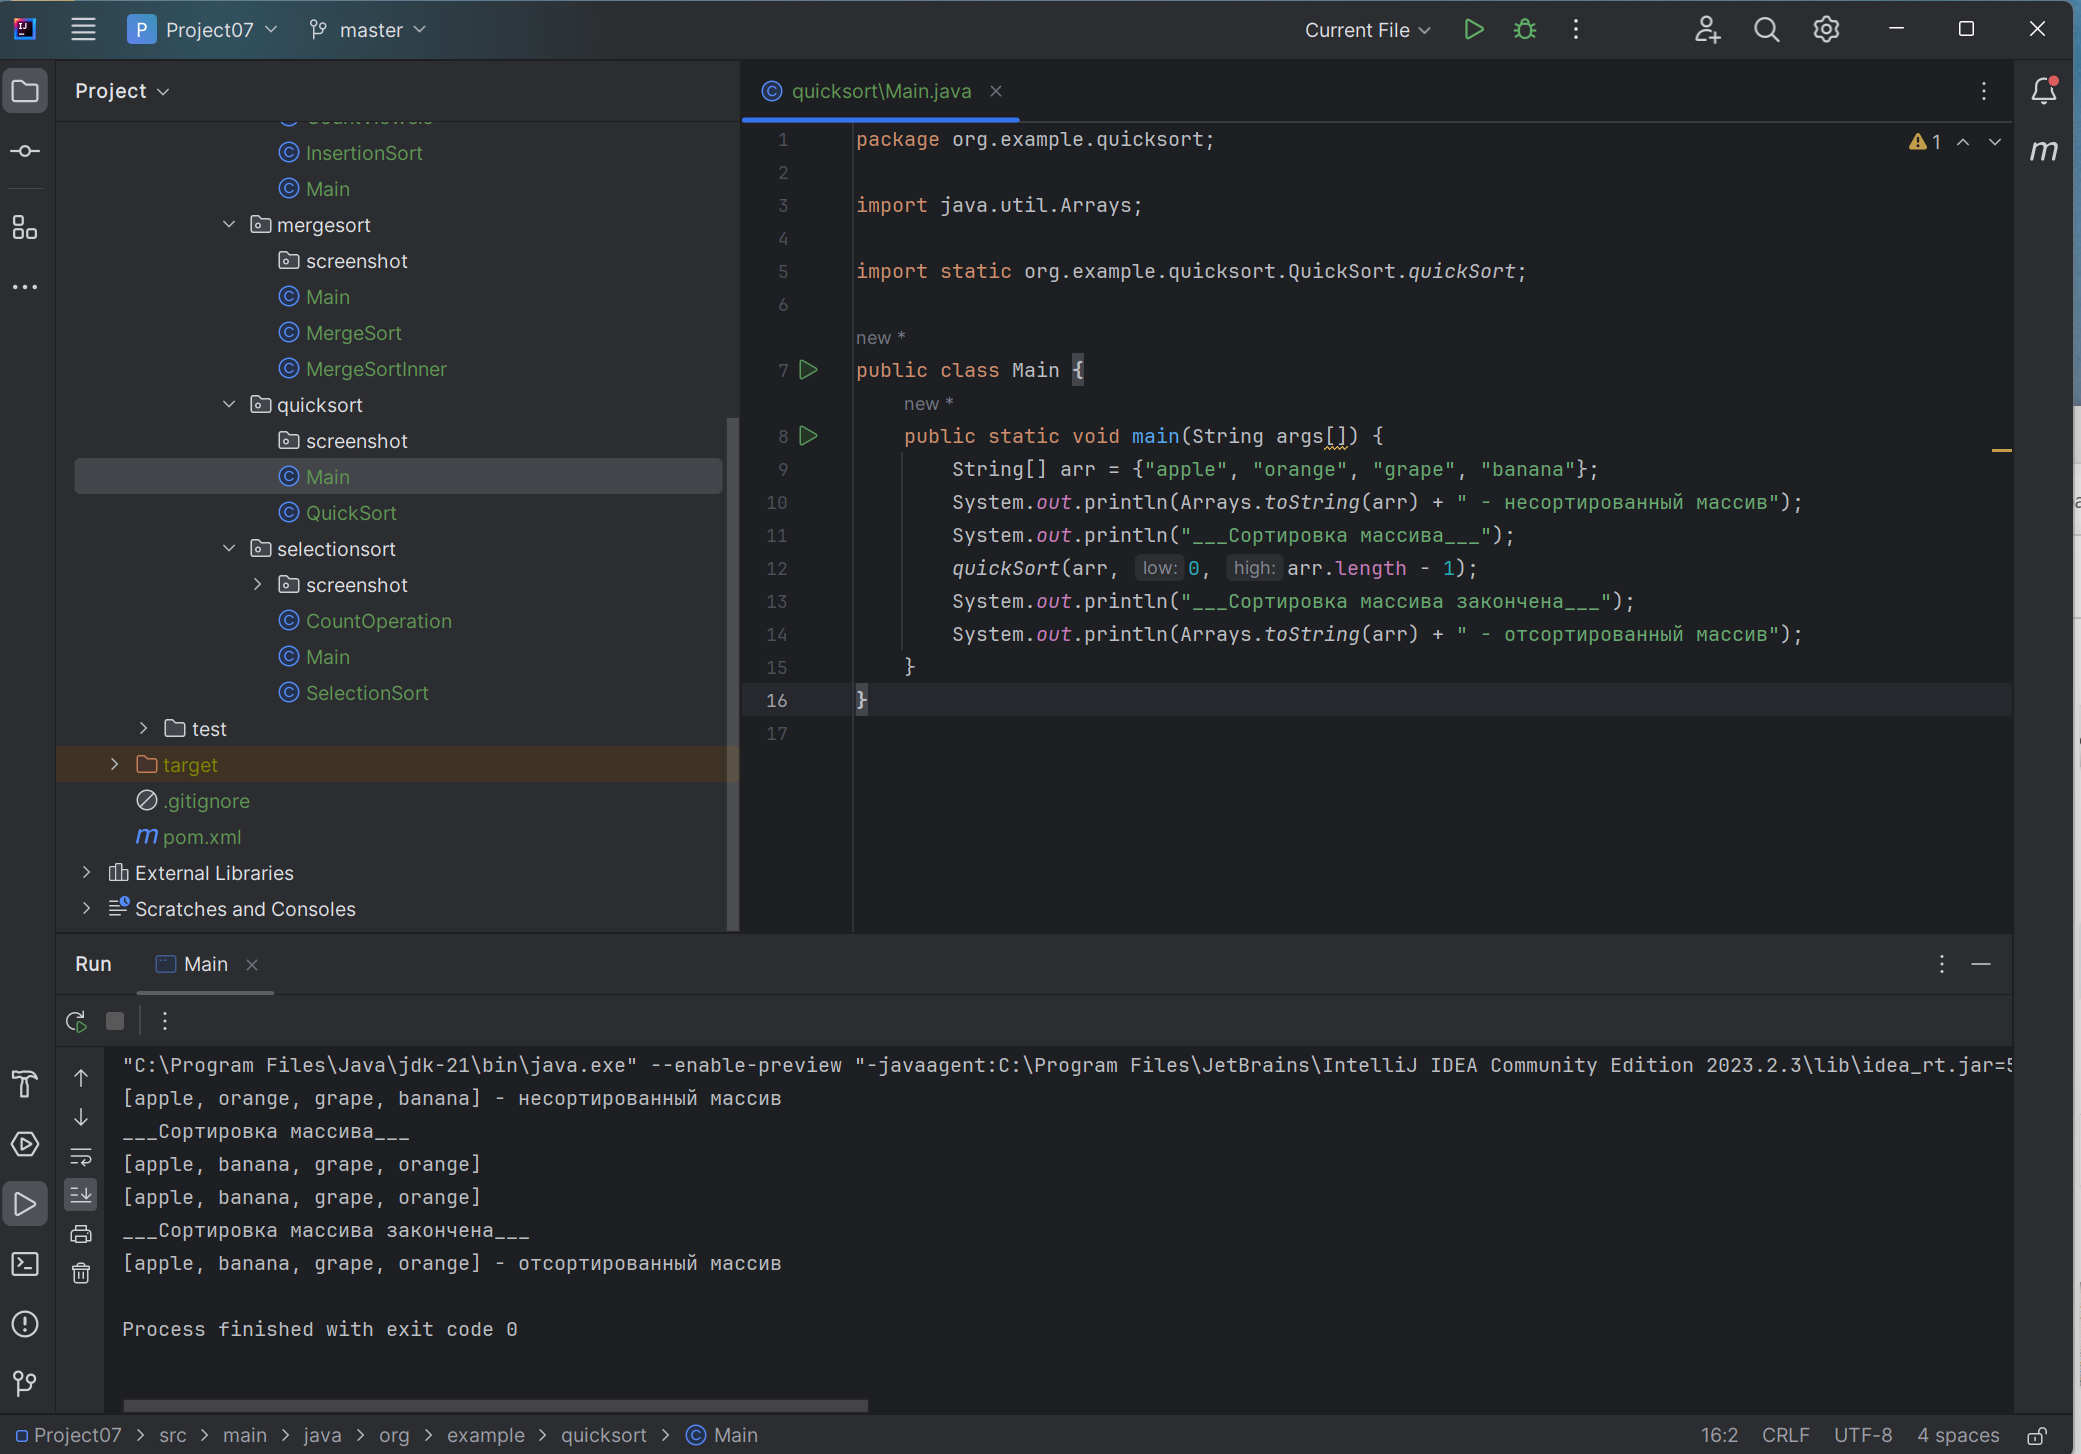 P Project07 master Current File
Project
InsertionSort
Main
mergesort
screenshot
Main
MergeSort
MergeSortInner
quicksort
screenshot
Main
QuickSort
selectionsort
screenshot
CountOperation
Main
SelectionSort
test
target
.gitignore
pom.xml
External Libraries
Scratches and Consoles
quicksort\Main.java
1
1 package org.example.quicksort;
2
3 import java.util.Arrays;
4
5 import static org.example.quicksort.QuickSort.quickSort;
6
new *
7 public class Main {
new *
8 public static void main(String args[]) {
9 String[] arr = {"apple", "orange", "grape", "banana"};
10 System.out.println(Arrays.toString(arr) + " - несортированный массив");
11 System.out.println("___Сортировка массива___");
12 quickSort(arr, low: 0, high: arr.length - 1);
13 System.out.println("___Сортировка массива закончена___");
14 System.out.println(Arrays.toString(arr) + " - отсортированный массив");
15 }
16 }
17
Run Main
"C:\Program Files\Java\jdk-21\bin\java.exe" --enable-preview "-javaagent:C:\Program Files\JetBrains\IntelliJ IDEA Community Edition 2023.2.3\lib\idea_rt.jar=5
[apple, orange, grape, banana] - несортированный массив
___Сортировка массива___
[apple, banana, grape, orange]
[apple, banana, grape, orange]
___Сортировка массива закончена___
[apple, banana, grape, orange] - отсортированный массив
Process finished with exit code 0
Project07 > src > main > java > org > example > quicksort > Main 16:2 CRLF UTF-8 4 spaces